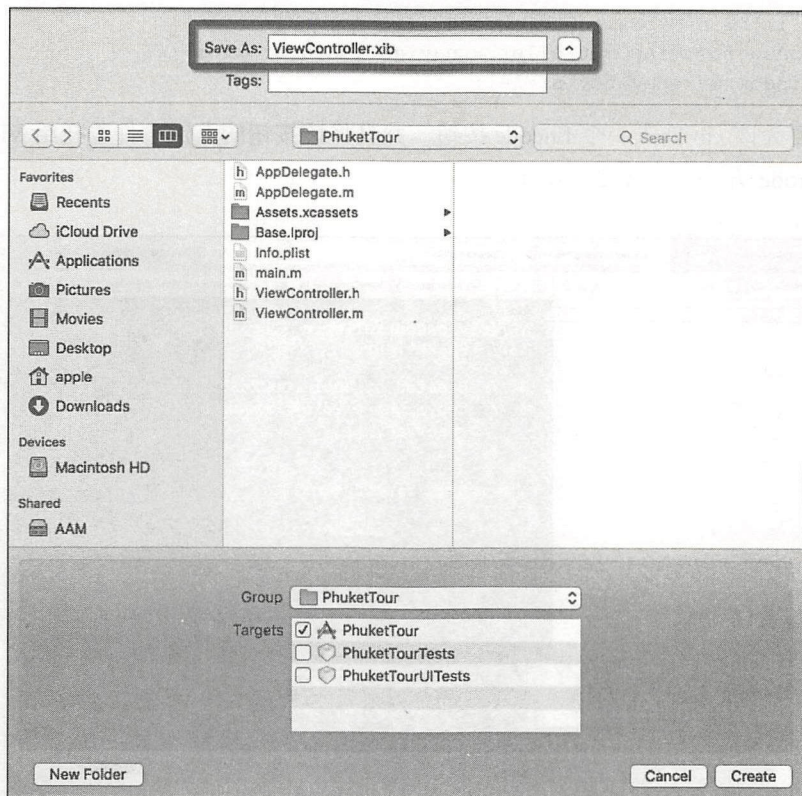 Save As: ViewController.xib
Tags:
PhuketTour
Search
Favorites
Recents
iCloud Drive
Applications
Pictures
Movies
Desktop
apple
Downloads
Devices
Macintosh HD
Shared
AAM
AppDelegate.h
AppDelegate.m
Assets.xcassets
Base.lproj
Info.plist
main.m
ViewController.h
ViewController.m
Group PhuketTour
Targets PhuketTour
PhuketTourTests
PhuketTourUITests
New Folder
Cancel
Create